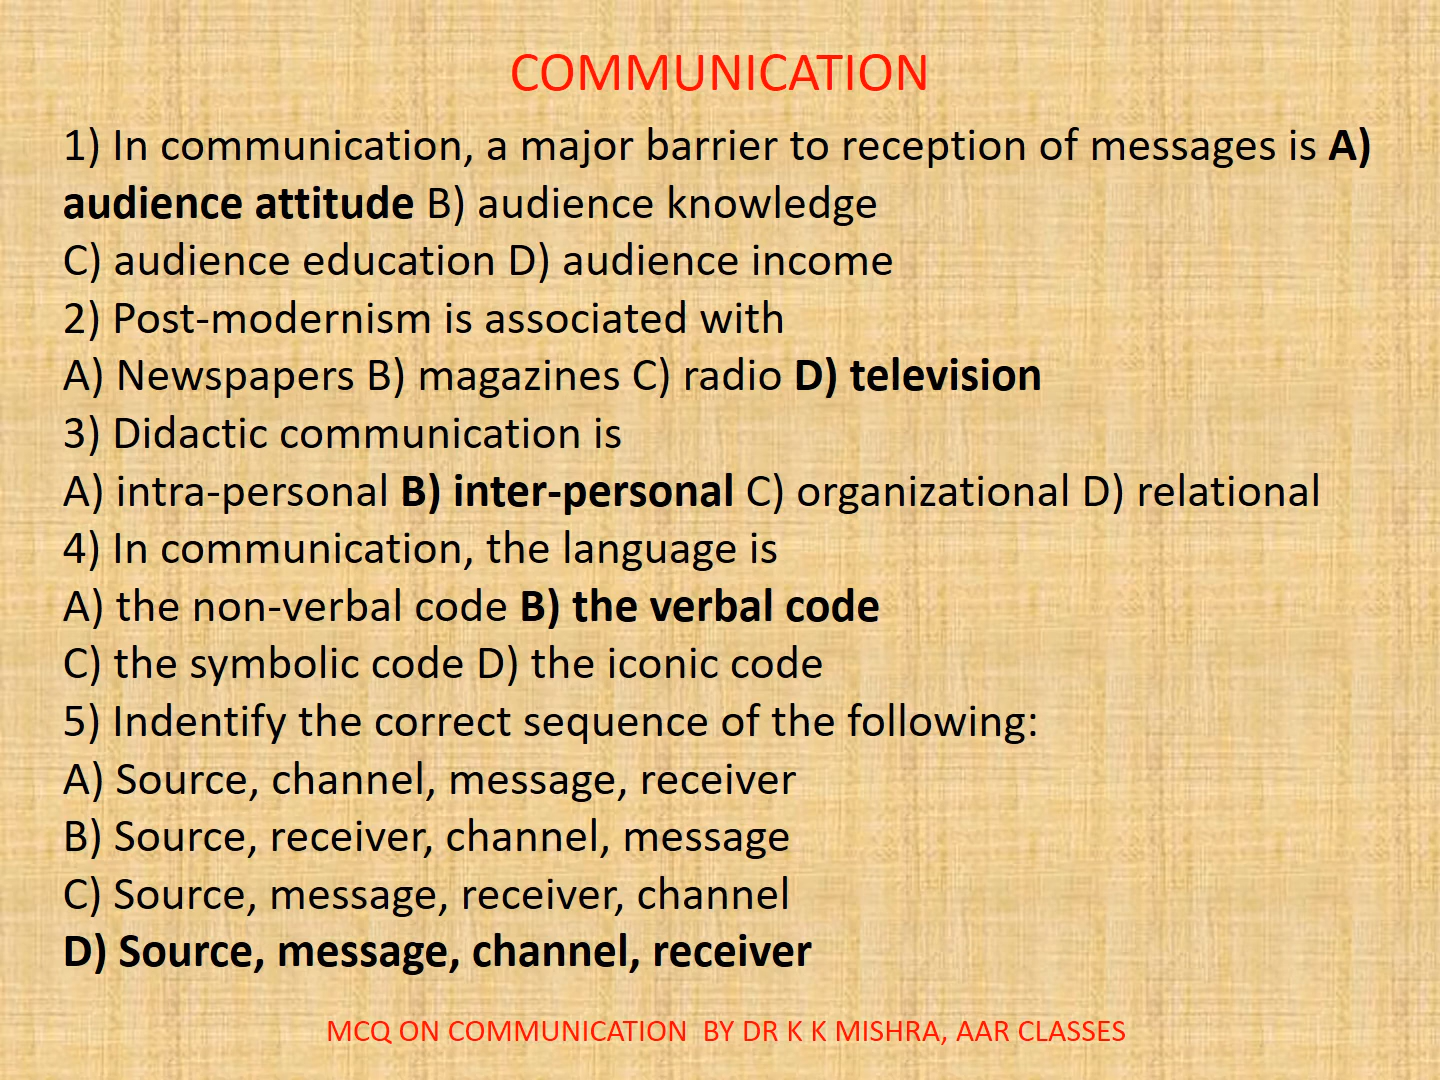 COMMUNICATION
1) In communication, a major barrier to reception of messages is A)
audience attitude B) audience knowledge
C) audience education D) audience income
2) Post-modernism is associated with
A) Newspapers B) magazines C) radio D) television
3) Didactic communication is
A) intra-personal B) inter-personal C) organizational D) relational
4) In communication, the language is
A) the non-verbal code B) the verbal code
C) the symbolic code D) the iconic code
5) Indentify the correct sequence of the following:
A) Source, channel, message, receiver
B) Source, receiver, channel, message
C) Source, message, receiver, channel
D) Source, message, channel, receiver
MCQ ON COMMUNICATION  BY DR K K MISHRA, AAR CLASSES